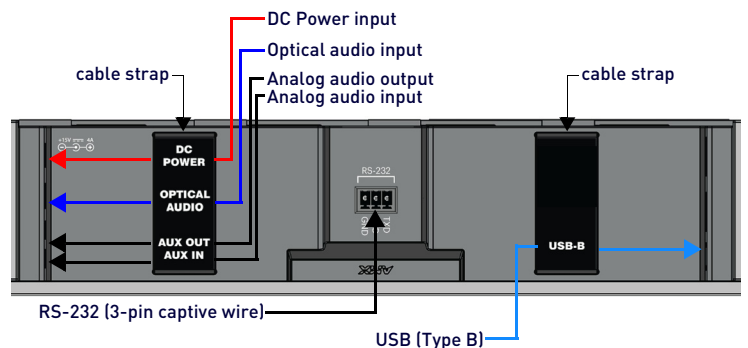 DC Power input
Optical audio input
cable strap
Analog audio output
Analog audio input
cable strap
+15V ⎓ 4A
DC
POWER
OPTICAL
AUDIO
AUX OUT
AUX IN
RS-232
GND
TXD
USB-B
AMX
RS-232 (3-pin captive wire)
USB (Type B)